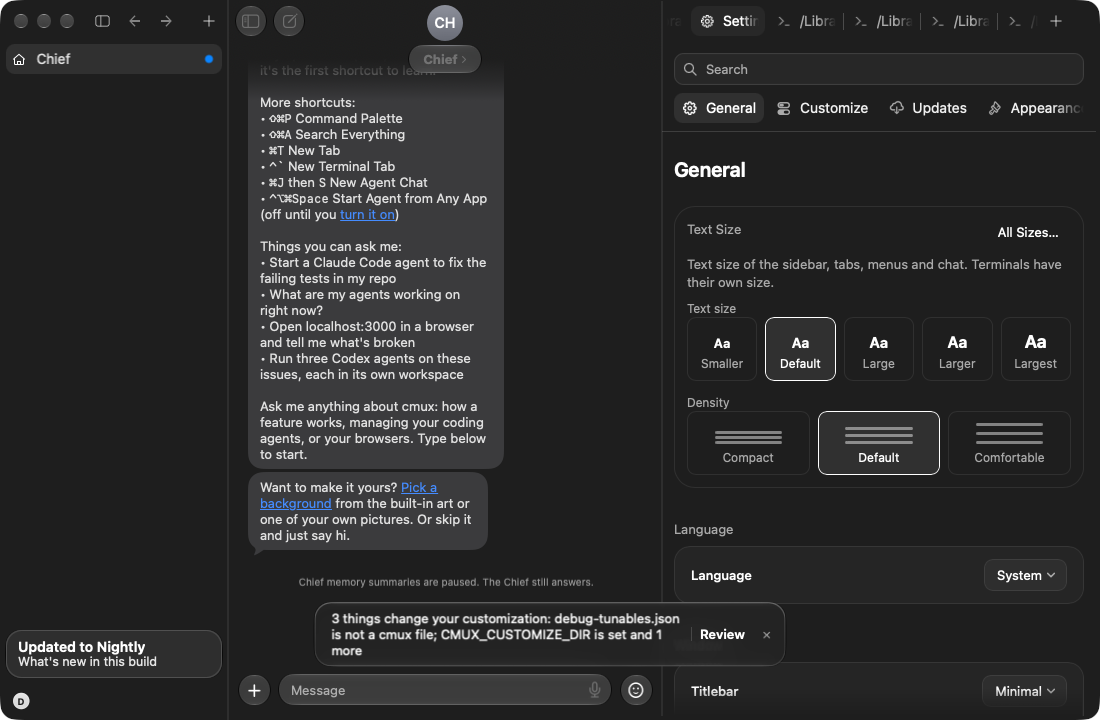 Chief
Updated to Nightly
What's new in this build
D
CH
Chief ›
it's the first shortcut to learn.
More shortcuts:
• ⇧⌘P Command Palette
• ⇧⌘A Search Everything
• ⌘T New Tab
• ^` New Terminal Tab
• ⌘J then S New Agent Chat
• ^⌥⌘Space Start Agent from Any App
(off until you turn it on)
Things you can ask me:
• Start a Claude Code agent to fix the
failing tests in my repo
• What are my agents working on
right now?
• Open localhost:3000 in a browser
and tell me what's broken
• Run three Codex agents on these
issues, each in its own workspace
Ask me anything about cmux: how a
feature works, managing your coding
agents, or your browsers. Type below
to start.
Want to make it yours? Pick a
background from the built-in art or
one of your own pictures. Or skip it
and just say hi.
Chief memory summaries are paused. The Chief still answers.
3 things change your customization: debug-tunables.json
is not a cmux file; CMUX_CUSTOMIZE_DIR is set and 1
more
Review ×
Message
Settin /Libra /Libra /Libra /
Search
General Customize Updates Appearanc
General
Text Size
All Sizes...
Text size of the sidebar, tabs, menus and chat. Terminals have
their own size.
Text size
Aa Aa Aa Aa Aa
Smaller Default Large Larger Largest
Density
Compact Default Comfortable
Language
Language System
Titlebar Minimal